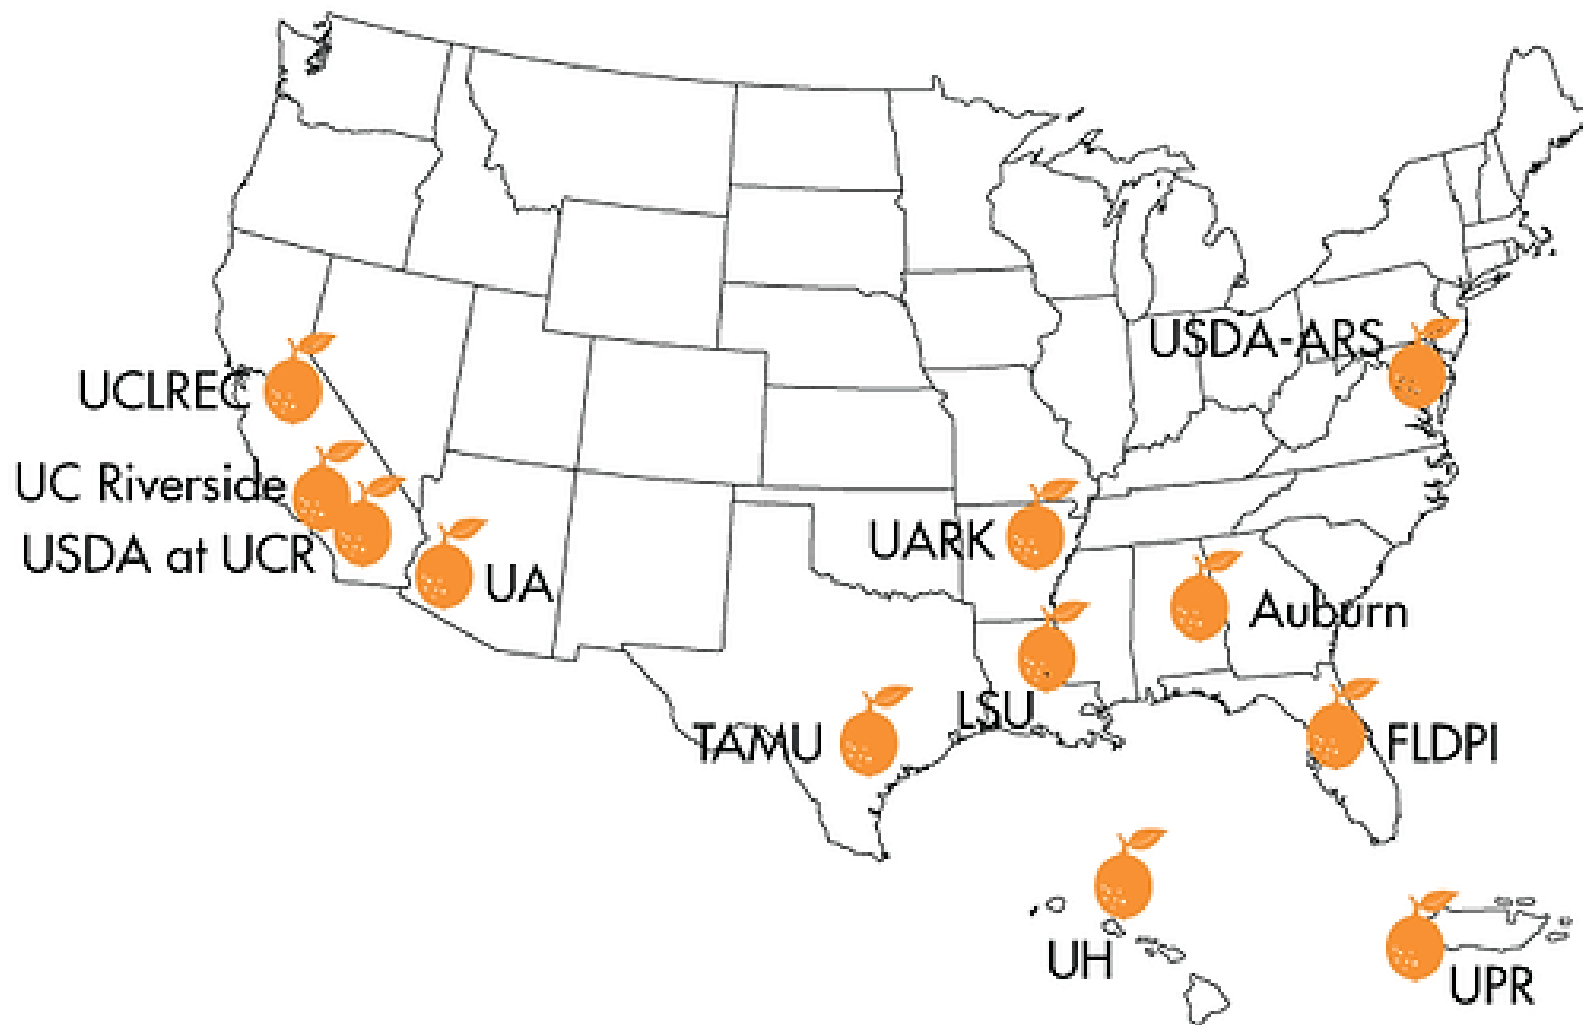 USDA-ARS
UCLREC
UC Riverside
UARK
USDA at UCR
UA
Auburn
LSU
TAMU
FLDPI
UH
UPR